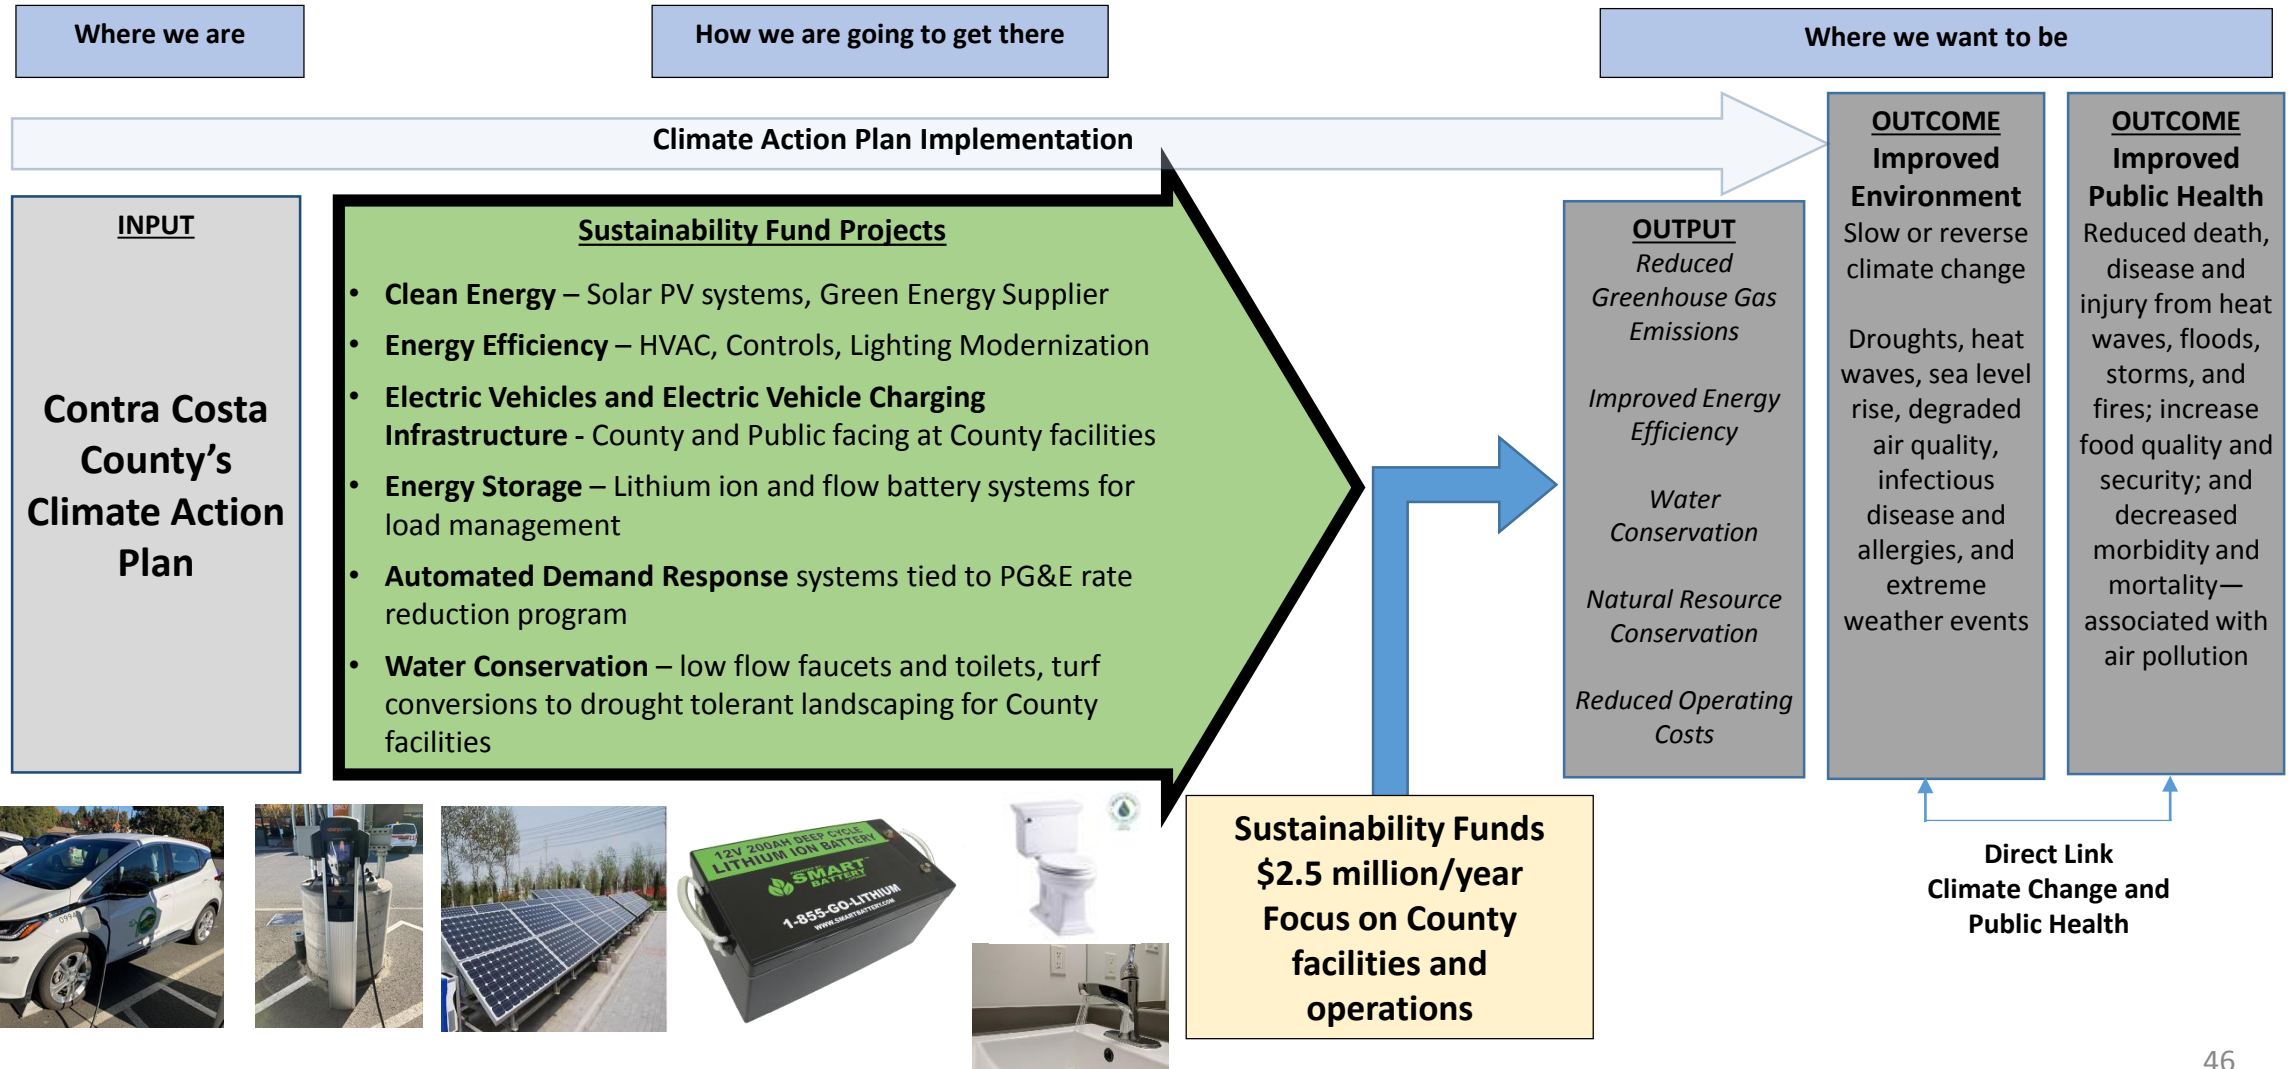 Where we are
How we are going to get there
Where we want to be
Climate Action Plan Implementation
INPUT
Contra Costa
County’s
Climate Action
Plan
Sustainability Fund Projects
• Clean Energy – Solar PV systems, Green Energy Supplier
• Energy Efficiency – HVAC, Controls, Lighting Modernization
• Electric Vehicles and Electric Vehicle Charging
Infrastructure - County and Public facing at County facilities
• Energy Storage – Lithium ion and flow battery systems for
load management
• Automated Demand Response systems tied to PG&E rate
reduction program
• Water Conservation – low flow faucets and toilets, turf
conversions to drought tolerant landscaping for County
facilities
OUTPUT
Reduced
Greenhouse Gas
Emissions
Improved Energy
Efficiency
Water
Conservation
Natural Resource
Conservation
Reduced Operating
Costs
OUTCOME
Improved
Environment
Slow or reverse
climate change
Droughts, heat
waves, sea level
rise, degraded
air quality,
infectious
disease and
allergies, and
extreme
weather events
OUTCOME
Improved
Public Health
Reduced death,
disease and
injury from heat
waves, floods,
storms, and
fires; increase
food quality and
security; and
decreased
morbidity and
mortality—
associated with
air pollution
12V 200AH DEEP CYCLE
LITHIUM ION BATTERY
SMART
BATTERY
1-855-GO-LITHIUM
WWW.SMARTBATTERY.COM
Sustainability Funds
$2.5 million/year
Focus on County
facilities and
operations
Direct Link
Climate Change and
Public Health
46